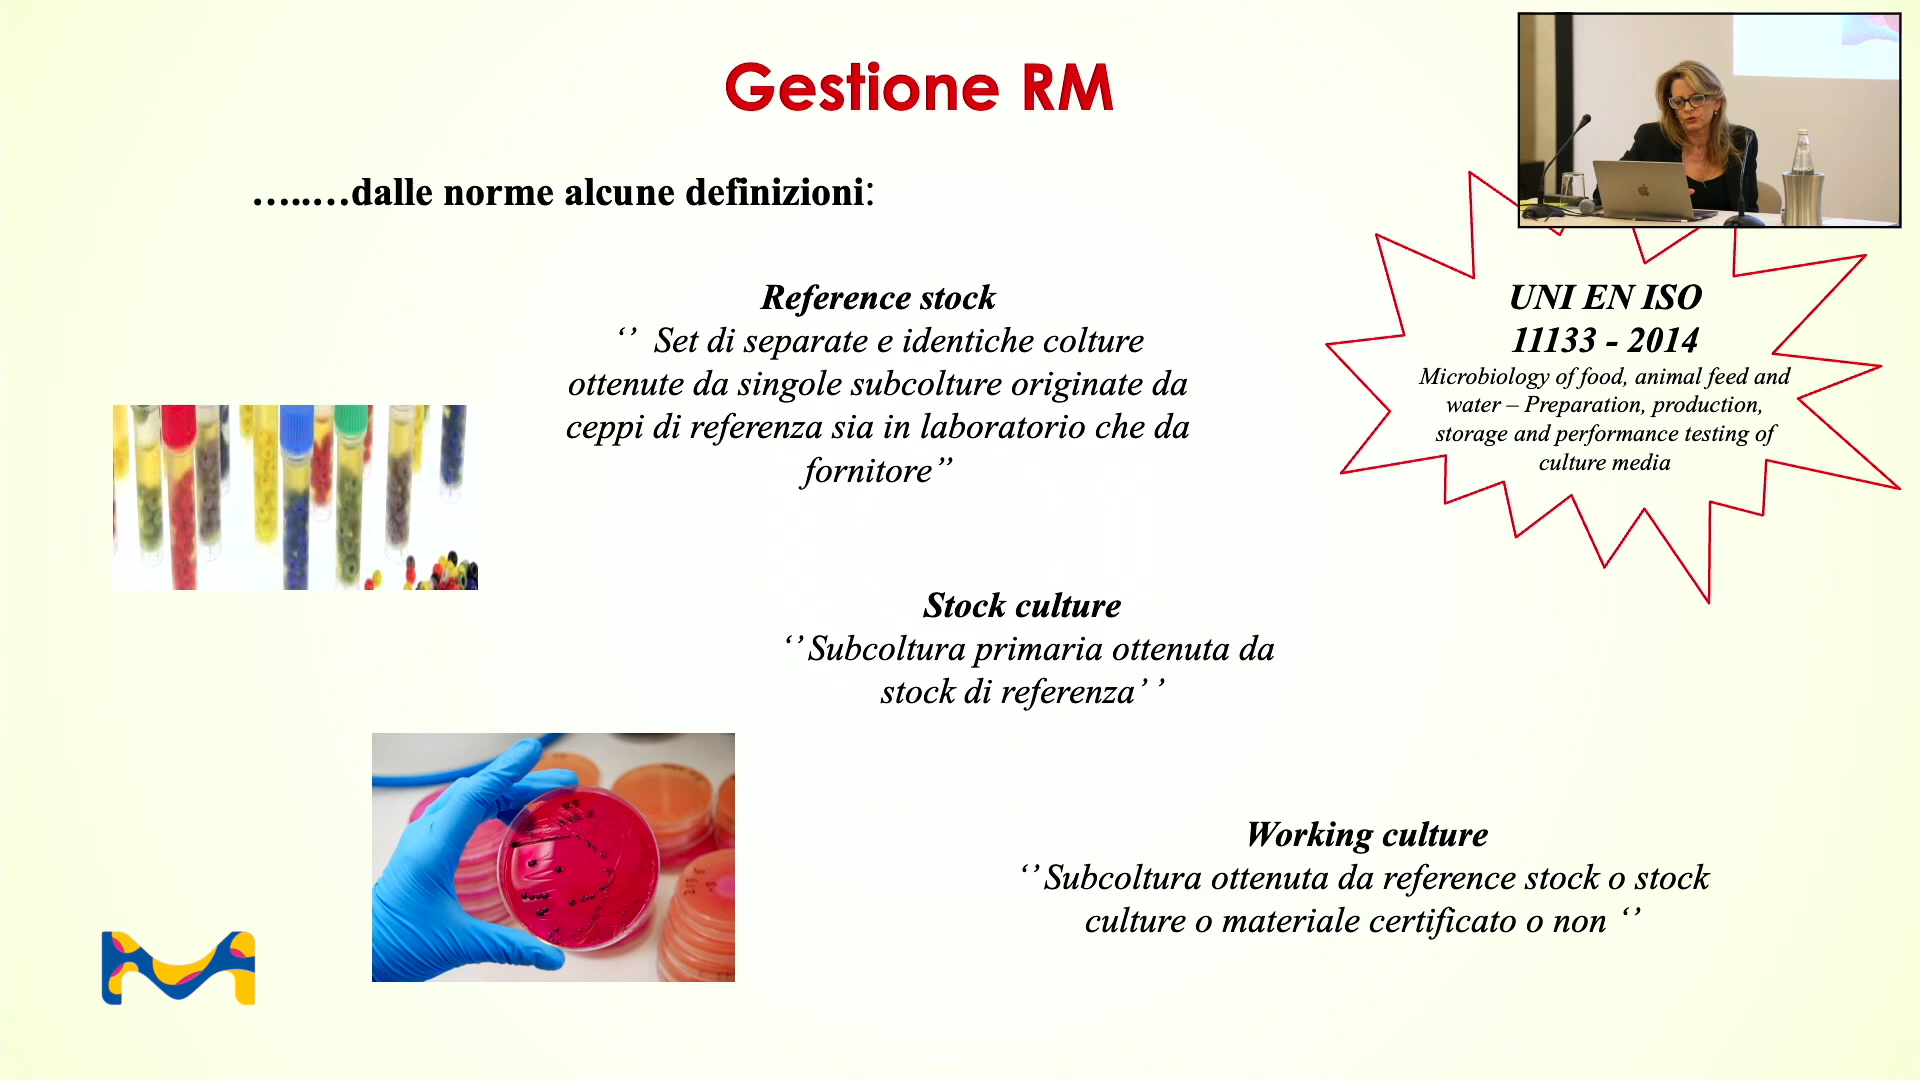 Gestione RM
…..…dalle norme alcune definizioni:
Reference stock
‘’ Set di separate e identiche colture
ottenute da singole subcolture originate da
ceppi di referenza sia in laboratorio che da
fornitore”
UNI EN ISO
11133 - 2014
Microbiology of food, animal feed and
water – Preparation, production,
storage and performance testing of
culture media
Stock culture
‘’Subcoltura primaria ottenuta da
stock di referenza’ ’
Working culture
‘’Subcoltura ottenuta da reference stock o stock
culture o materiale certificato o non ‘’